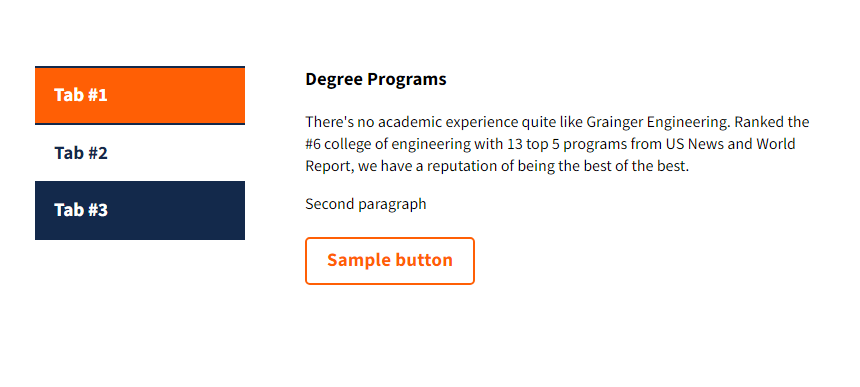 Tab #1
Tab #2
Tab #3
Degree Programs
There's no academic experience quite like Grainger Engineering. Ranked the
#6 college of engineering with 13 top 5 programs from US News and World
Report, we have a reputation of being the best of the best.
Second paragraph
Sample button